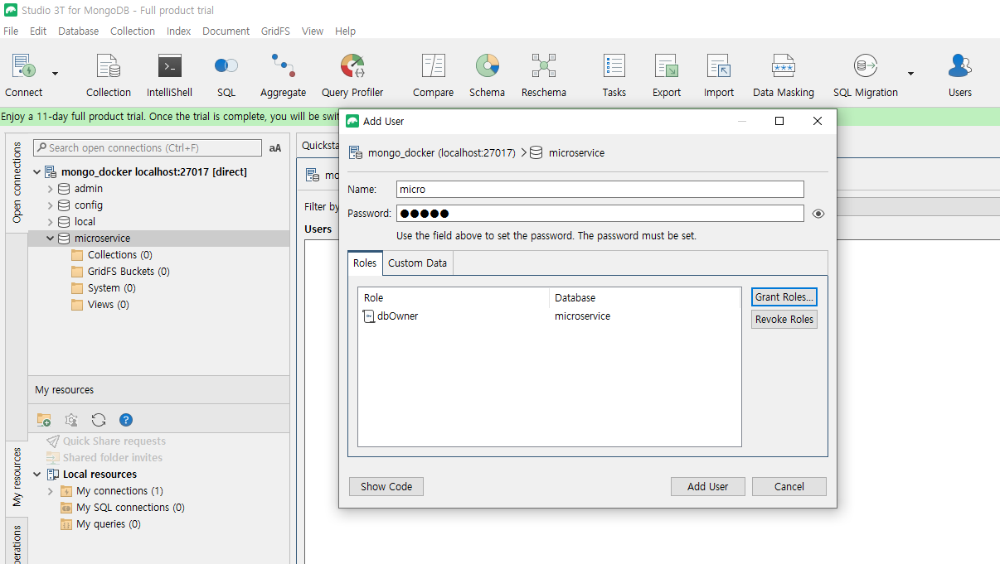 Studio 3T for MongoDB - Full product trial
File Edit Database Collection Index Document GridFS View Help
Connect Collection IntelliShell SQL Aggregate Query Profiler Compare Schema Reschema Tasks Export Import Data Masking SQL Migration Users
Enjoy a 11-day full product trial. Once the trial is complete, you will be swit
Open connections
Search open connections (Ctrl+F) aA
mongo_docker localhost:27017 [direct]
admin
config
local
microservice
Collections (0)
GridFS Buckets (0)
System (0)
Views (0)
My resources
My resources
Quick Share requests
Shared folder invites
Local resources
My connections (1)
My SQL connections (0)
My queries (0)
perations
Quicksta
mo
Filter by
Users
Add User
mongo_docker (localhost:27017) microservice
Name: micro
Password: ●●●●●
Use the field above to set the password. The password must be set.
Roles Custom Data
Role Database
dbOwner microservice
Grant Roles...
Revoke Roles
Show Code Add User Cancel